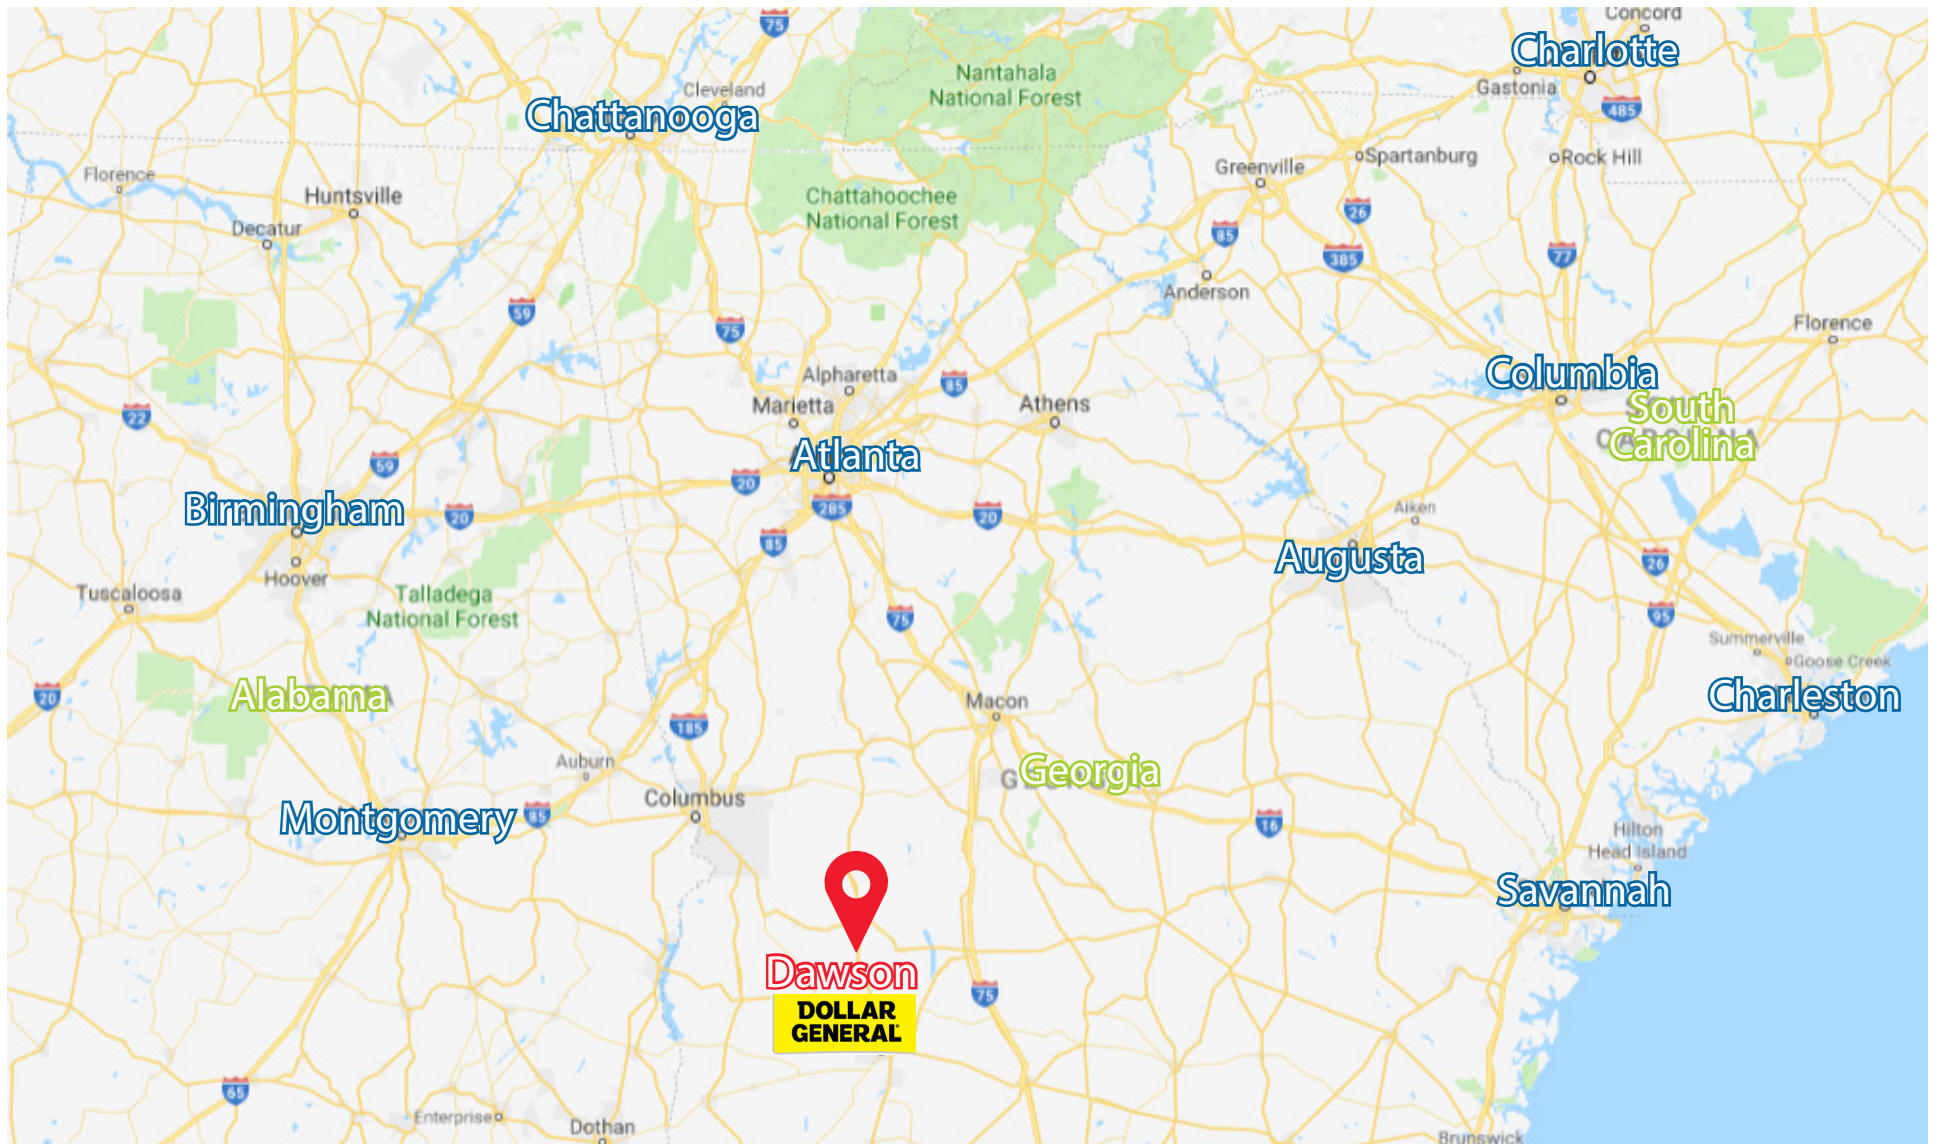 Concord
75
Charlotte
Nantahala
National Forest
Cleveland
Gastonia
485
Chattanooga
Spartanburg
Rock Hill
Greenville
Florence
Huntsville
Chattahoochee
National Forest
26
Decatur
85
385
77
Anderson
59
75
Florence
Alpharetta
85
Columbia
Marietta
Athens
22
South
Carolina
Atlanta
59
20
285
Birmingham
20
20
Aiken
85
Augusta
26
Hoover
Tuscaloosa
Talladega
National Forest
75
95
Summerville
Goose Creek
20
Alabama
Macon
Charleston
185
Auburn
Georgia
Columbus
Montgomery
85
16
Hilton
Head Island
Savannah
Dawson
DOLLAR
GENERAL
75
65
Enterprise
Dothan
Brunswick